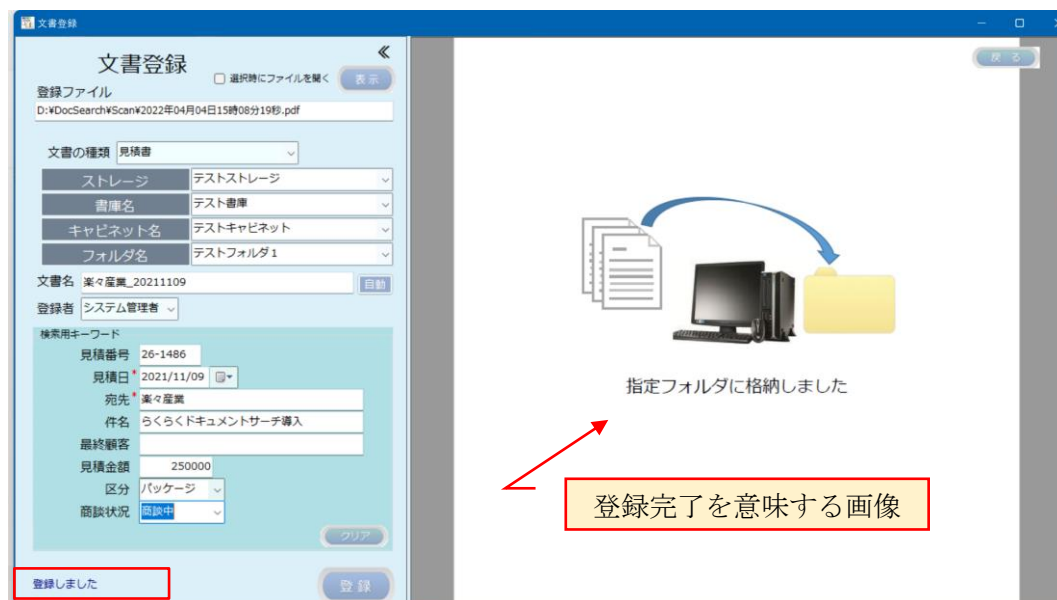 文書登録
文書登録
≪
□ 選択時にファイルを開く
表示
登録ファイル
D:¥DocSearch¥Scan¥2022年04月04日15時08分19秒.pdf
文書の種類 見積書
ストレージ テストストレージ
書庫名 テスト書庫
キャビネット名 テストキャビネット
フォルダ名 テストフォルダ1
文書名 楽々産業_20211109 自動
登録者 システム管理者
検索用キーワード
見積番号 26-1486
見積日* 2021/11/09
宛先*楽々産業
件名 らくらくドキュメントサーチ導入
最終顧客
見積金額 250000
区分 パッケージ
商談状況 商談中
クリア
登録しました
登録
戻る
指定フォルダに格納しました
登録完了を意味する画像